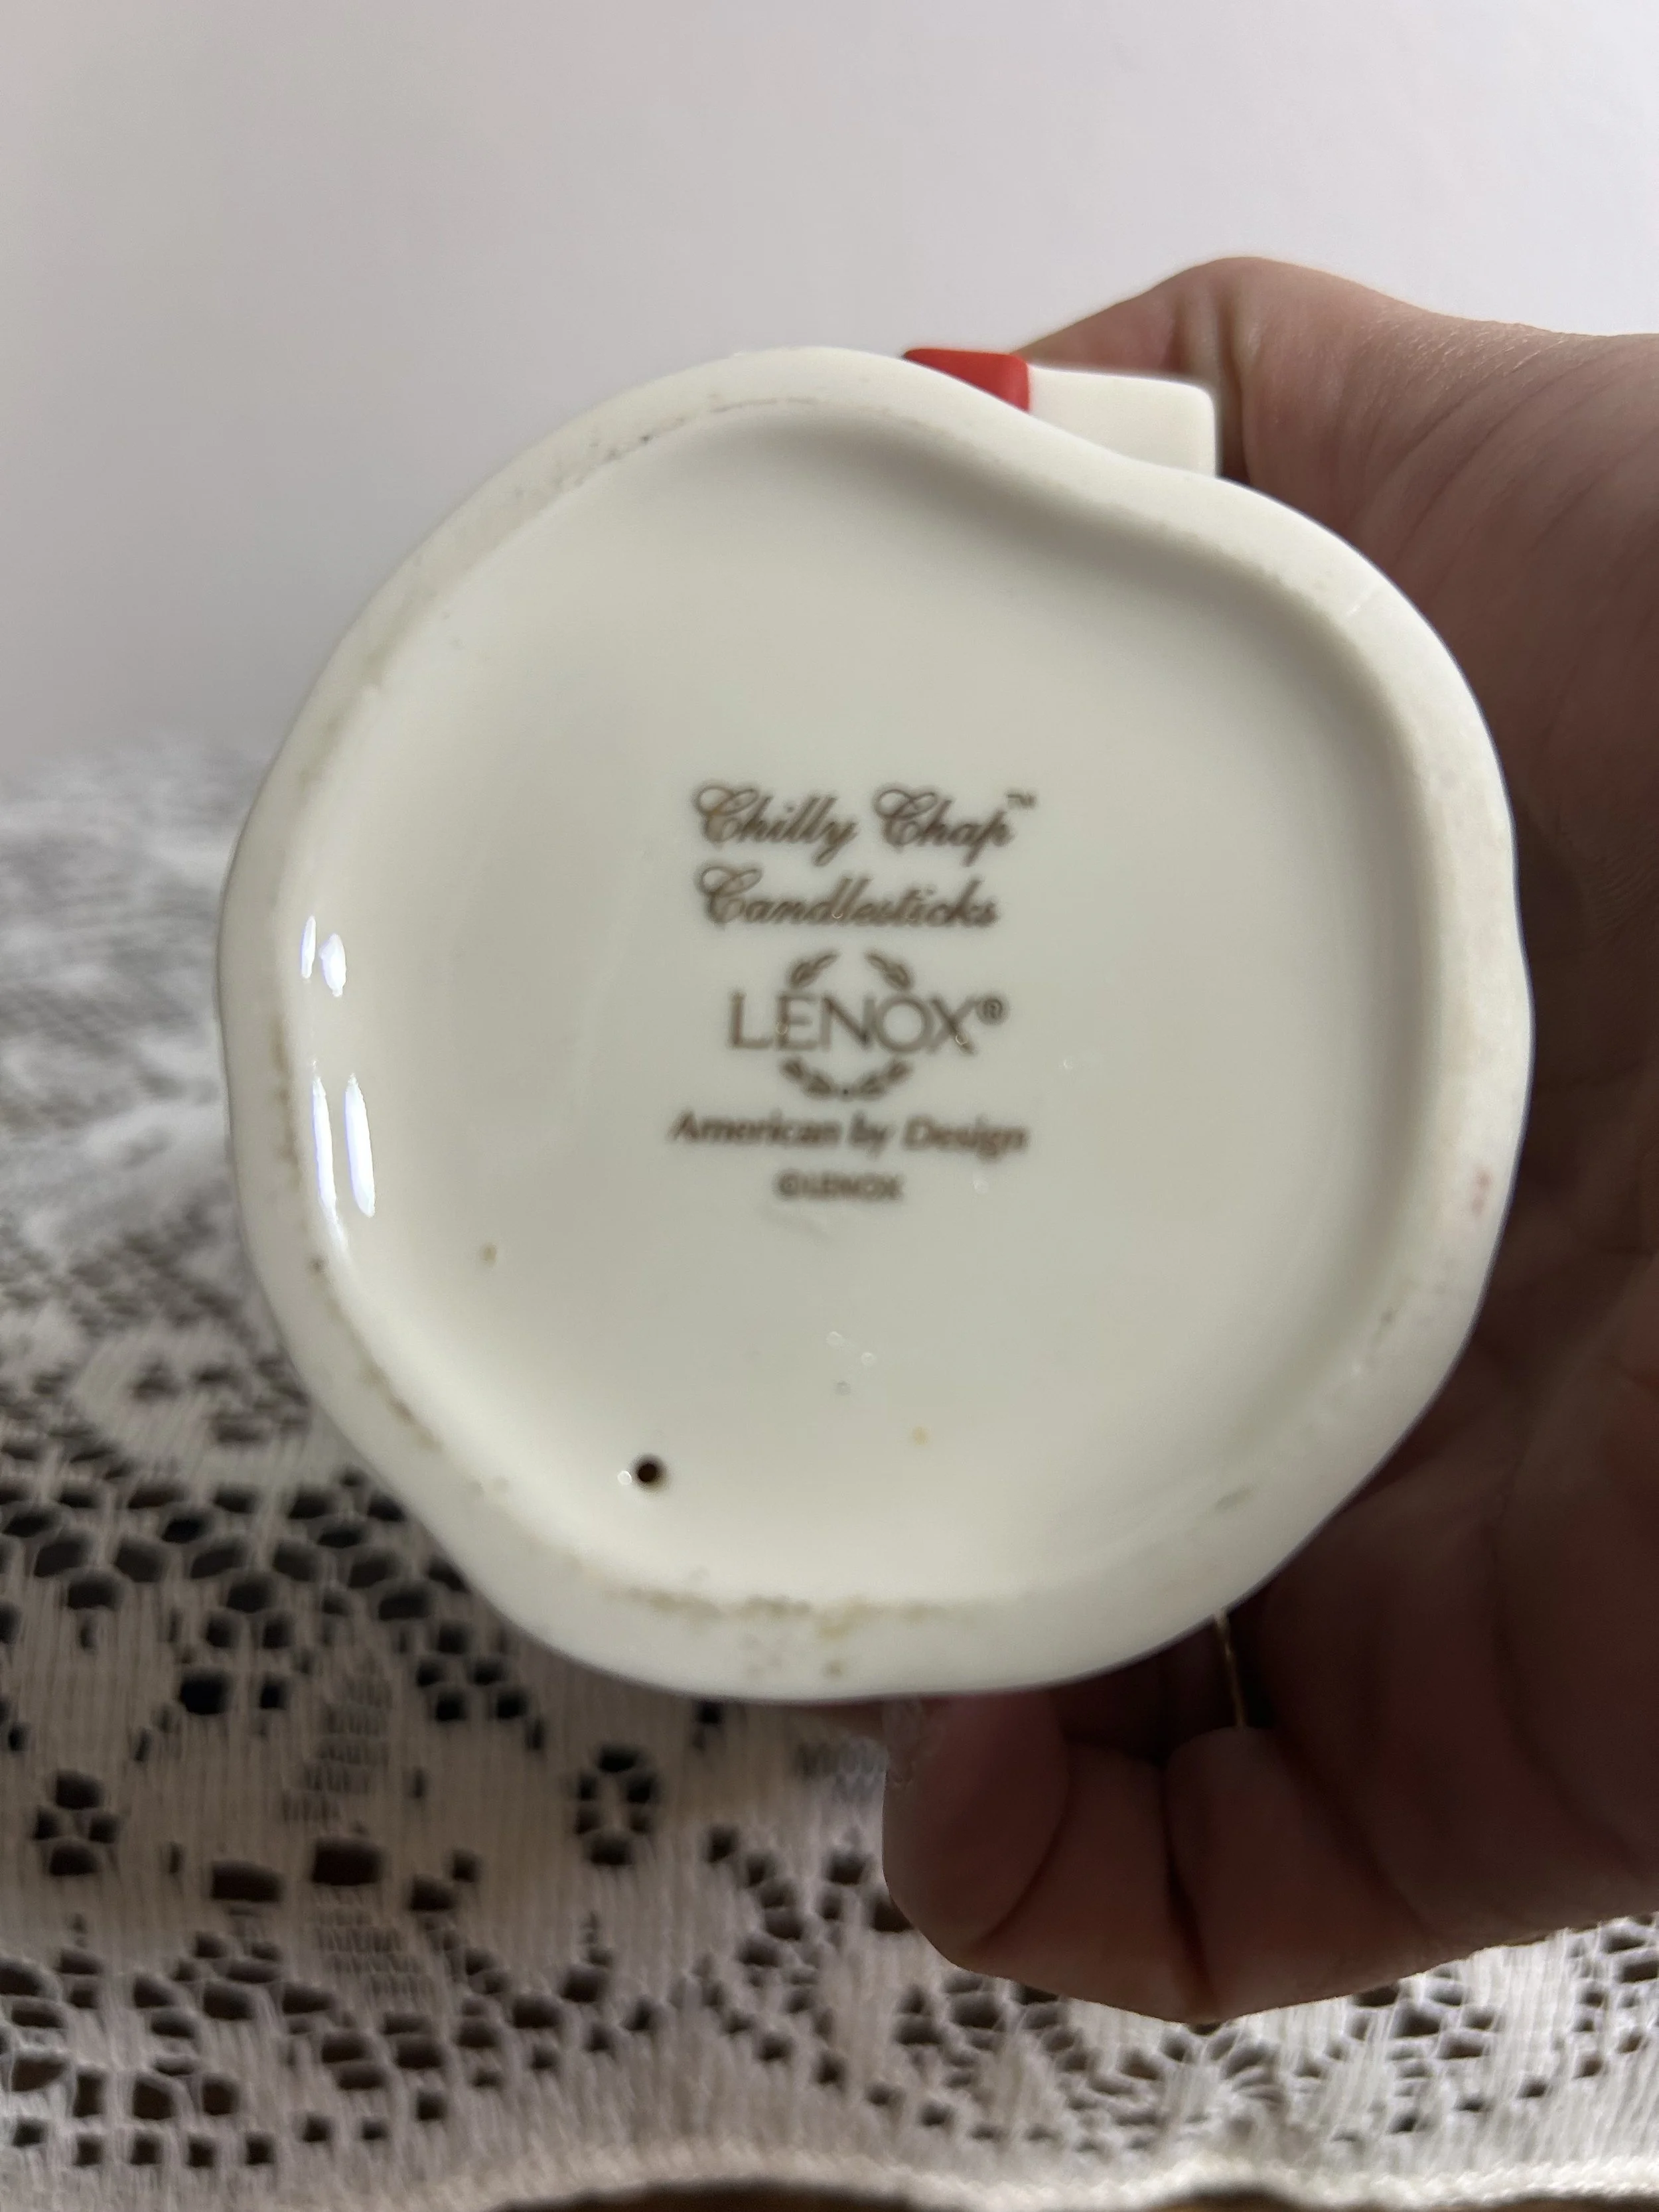 Chilly Chap™
Candlesticks
LENOX®
American by Design
©LENOX